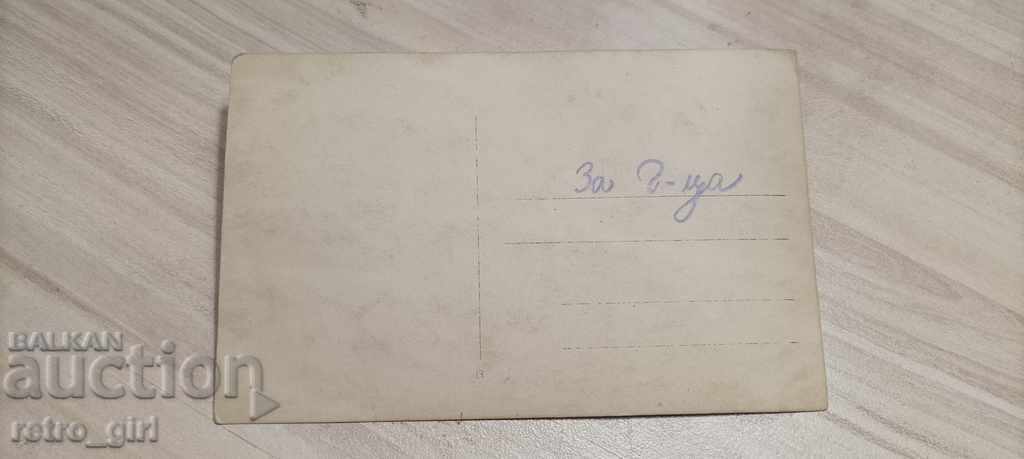 За Г-ца
BALKAN
auction
retro_girl